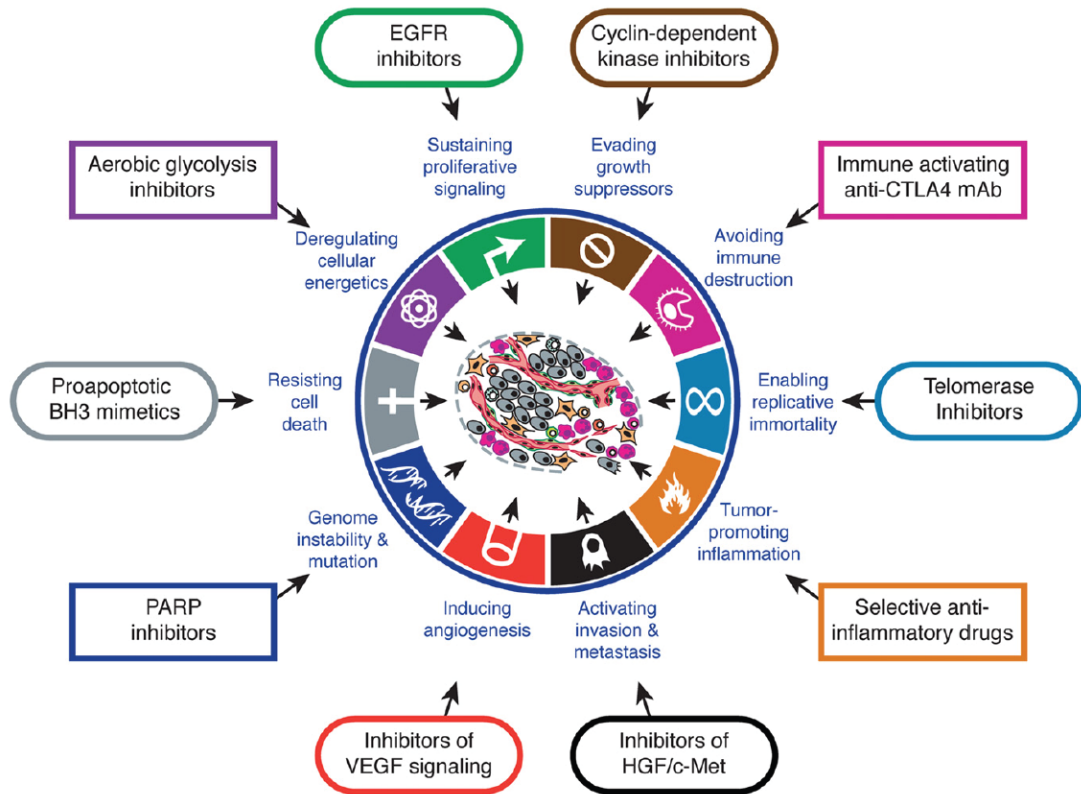 EGFR
inhibitors
Cyclin-dependent
kinase inhibitors
Sustaining
proliferative
signaling
Evading
growth
suppressors
Aerobic glycolysis
inhibitors
Immune activating
anti-CTLA4 mAb
Deregulating
cellular
energetics
Avoiding
immune
destruction
Proapoptotic
BH3 mimetics
Resisting
cell
death
Enabling
replicative
immortality
Telomerase
Inhibitors
Genome
instability &
mutation
Tumor-
promoting
inflammation
PARP
inhibitors
Inducing
angiogenesis
Activating
invasion &
metastasis
Selective anti-
inflammatory drugs
Inhibitors of
VEGF signaling
Inhibitors of
HGF/c-Met